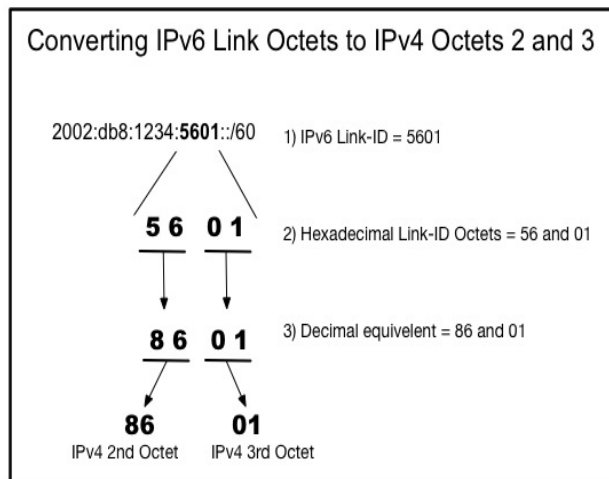 Converting IPv6 Link Octets to IPv4 Octets 2 and 3
2002:db8:1234:5601::/60
1) IPv6 Link-ID = 5601
5 6 0 1
2) Hexadecimal Link-ID Octets = 56 and 01
8 6 0 1
3) Decimal equivelent = 86 and 01
86 01
IPv4 2nd Octet IPv4 3rd Octet